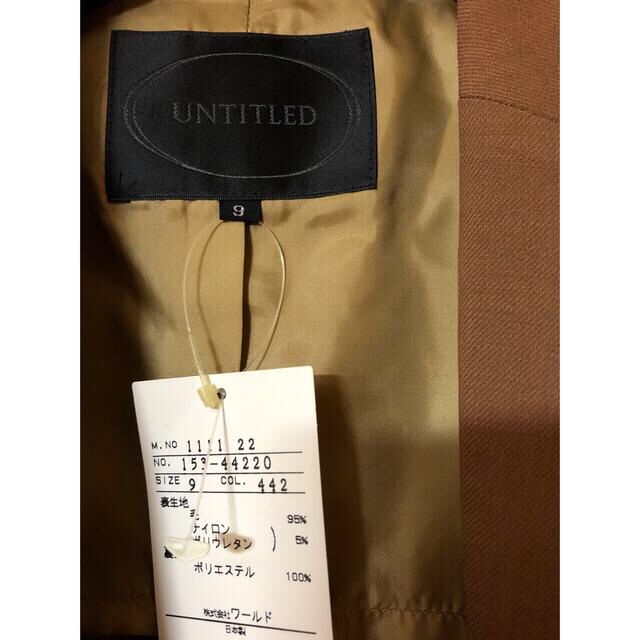 UNTITLED
9
M.NO 1111 22
NO. 153-44220
SIZE 9 COL. 442
表生地
毛 95%
ナイロン
ポリウレタン ) 5%
ポリエステル 100%
株式会社ワールド
日本製